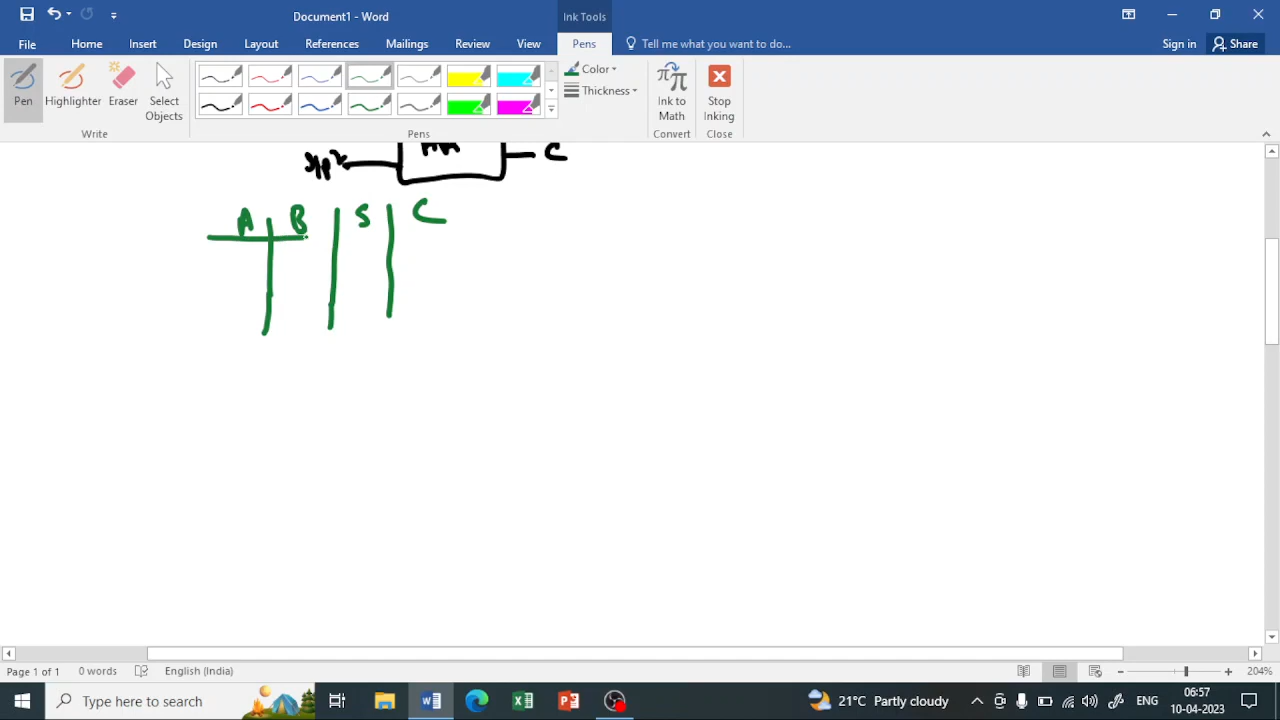 Document1 - Word
Ink Tools
File Home Insert Design Layout References Mailings Review View Pens Tell me what you want to do... Sign in Share
Pen Highlighter Eraser Select Objects
Color
Thickness
Ink to Math
Stop Inking
Write Pens Convert Close
C
A B S C
Page 1 of 1 0 words English (India) 204%
Type here to search
21°C Partly cloudy
ENG
06:57
10-04-2023